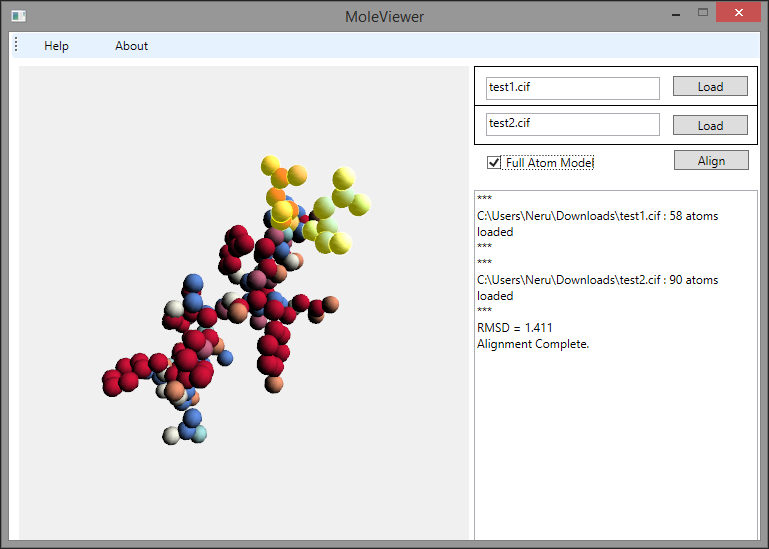 MoleViewer
Help About
test1.cif Load
test2.cif Load
Full Atom Model Align
***
C:\Users\Neru\Downloads\test1.cif : 58 atoms
loaded
***
***
C:\Users\Neru\Downloads\test2.cif : 90 atoms
loaded
***
RMSD = 1.411
Alignment Complete.